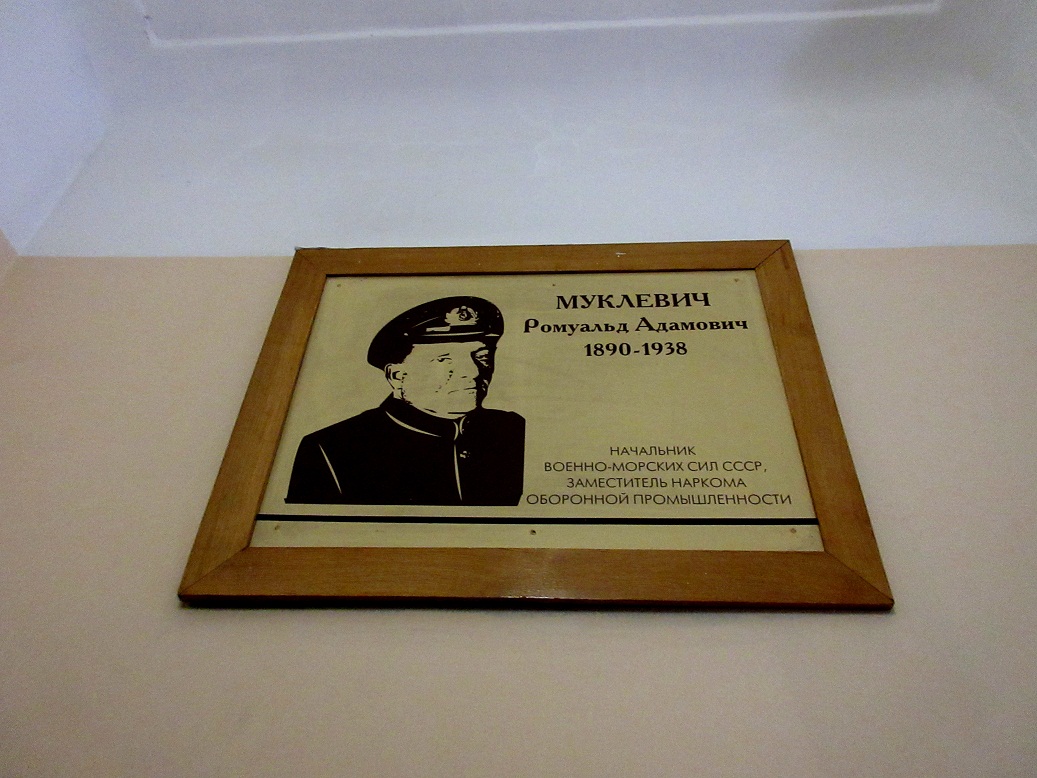 МУКЛЕВИЧ
Ромуальд Адамович
1890-1938
НАЧАЛЬНИК
ВОЕННО-МОРСКИХ СИЛ СССР,
ЗАМЕСТИТЕЛЬ НАРКОМА
ОБОРОННОЙ ПРОМЫШЛЕННОСТИ